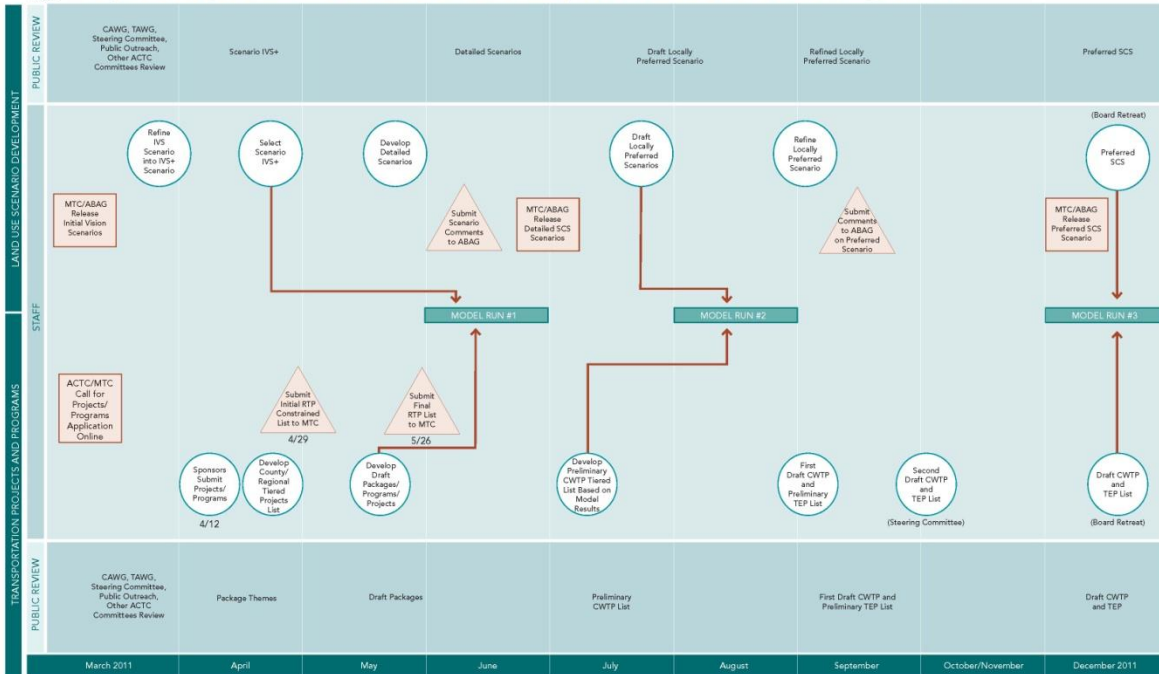 LAND USE SCENARIO DEVELOPMENT
PUBLIC REVIEW
CAWG, TAWG,
Steering Committee,
Public Outreach,
Other ACTC
Committees Review
Scenario IVS+
Detailed Scenarios
Draft Locally
Preferred Scenario
Refined Locally
Preferred Scenario
Preferred SCS
STAFF
Refine
IVS
Scenario
into IVS+
Scenario
Select
Scenario
IVS+
Develop
Detailed
Scenarios
Draft
Locally
Preferred
Scenarios
Refine
Locally
Preferred
Scenario
(Board Retreat)
Preferred
SCS
MTC/ABAG
Release
Initial Vision
Scenarios
Submit
Scenario
Comments
to ABAG
MTC/ABAG
Release
Detailed SCS
Scenarios
Submit
Comments
to ABAG
on Preferred
Scenario
MTC/ABAG
Release
Preferred SCS
Scenario
MODEL RUN #1
MODEL RUN #2
MODEL RUN #3
TRANSPORTATION PROJECTS AND PROGRAMS
ACTC/MTC
Call for
Projects/
Programs
Application
Online
Submit
Initial RTP
Constrained
List to MTC
4/29
Submit
Final
RTP List
to MTC
5/26
Sponsors
Submit
Projects/
Programs
4/12
Develop
County/
Regional
Tiered
Projects
List
Develop
Draft
Packages/
Programs/
Projects
Develop
Preliminary
CWTP Tiered
List Based on
Model
Results
First
Draft CWTP
and
Preliminary
TEP List
Second
Draft CWTP
and
TEP List
(Steering Committee)
Draft CWTP
and
TEP List
(Board Retreat)
PUBLIC REVIEW
CAWG, TAWG,
Steering Committee,
Public Outreach,
Other ACTC
Committees Review
Package Themes
Draft Packages
Preliminary
CWTP List
First Draft CWTP and
Preliminary TEP List
Draft CWTP
and TEP
March 2011
April
May
June
July
August
September
October/November
December 2011